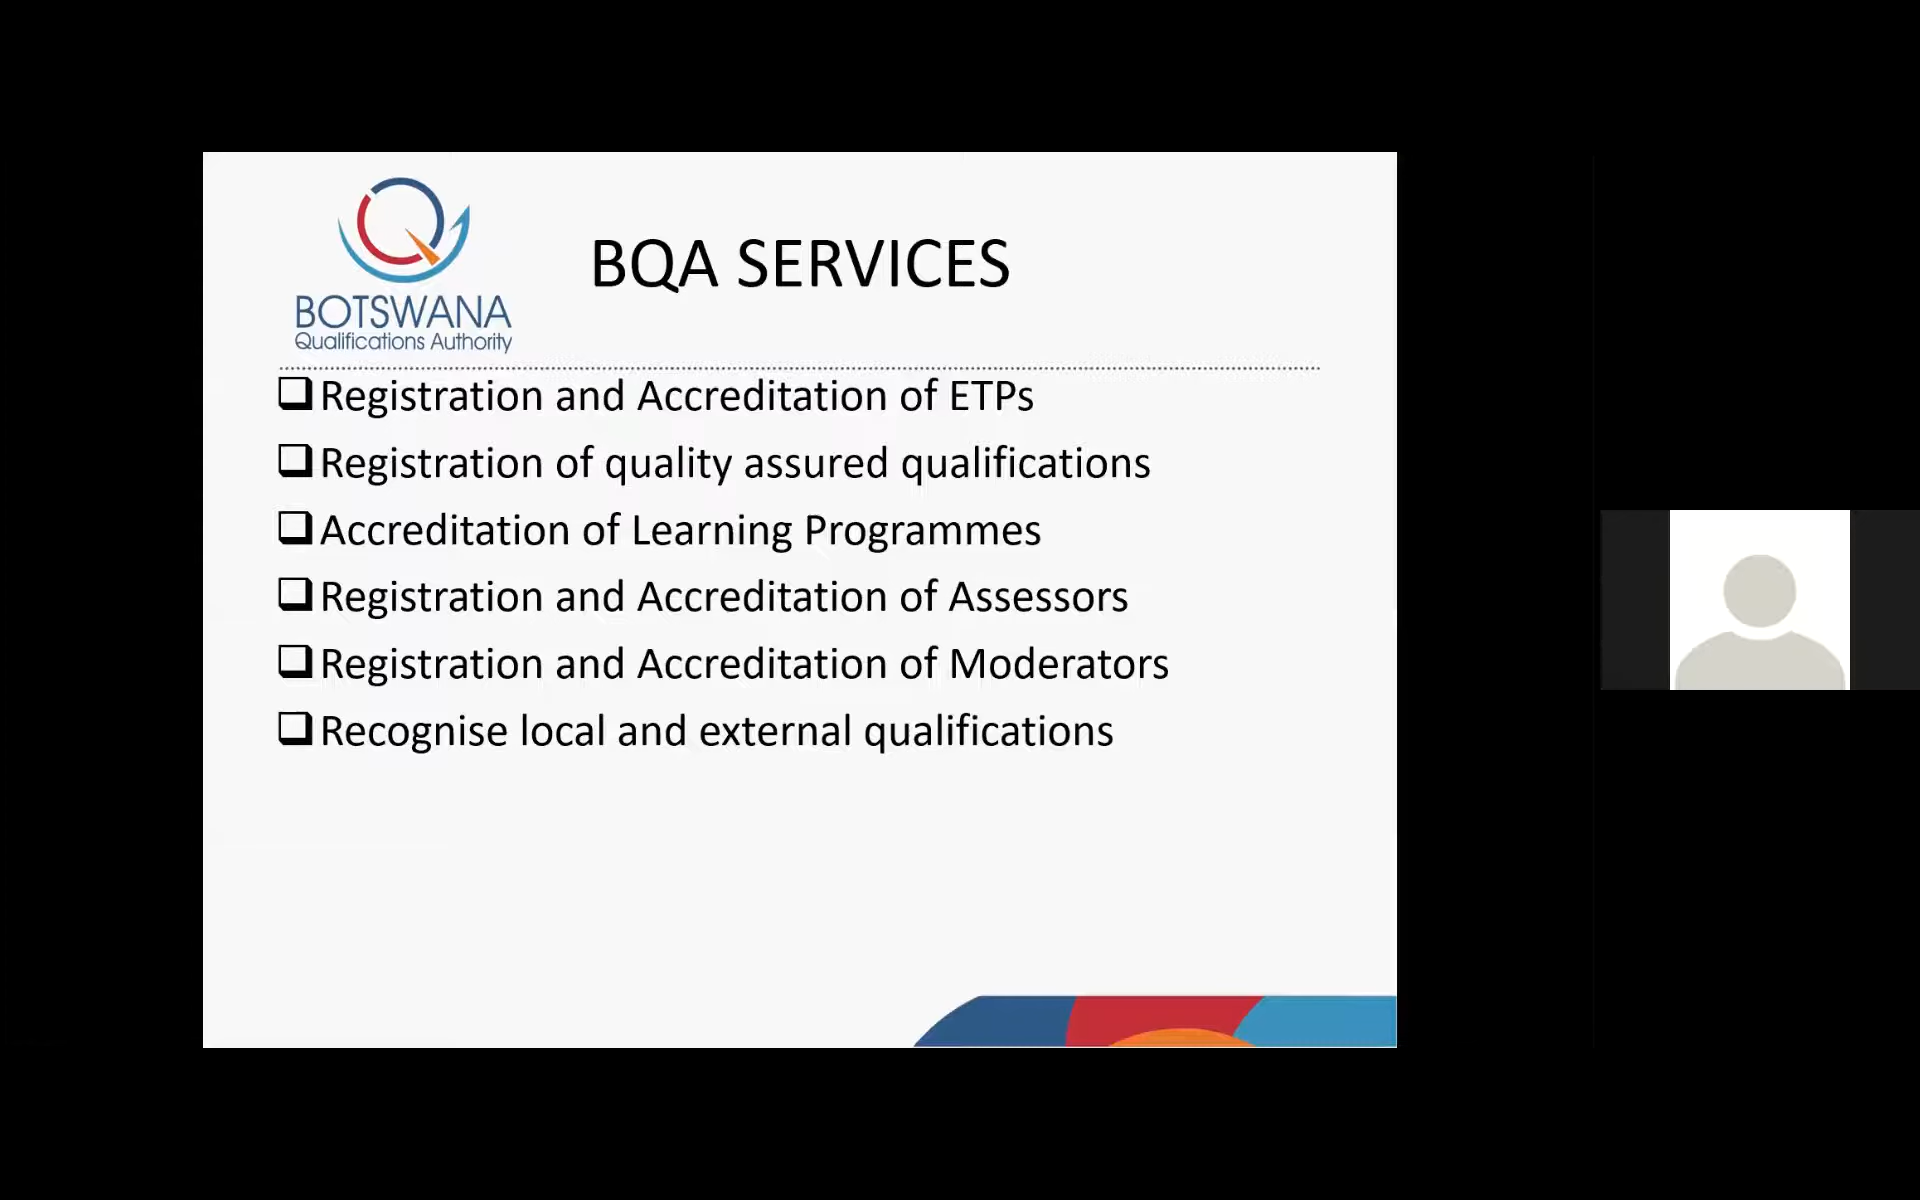 BOTSWANA
Qualifications Authority
BQA SERVICES
Registration and Accreditation of ETPs
Registration of quality assured qualifications
Accreditation of Learning Programmes
Registration and Accreditation of Assessors
Registration and Accreditation of Moderators
Recognise local and external qualifications